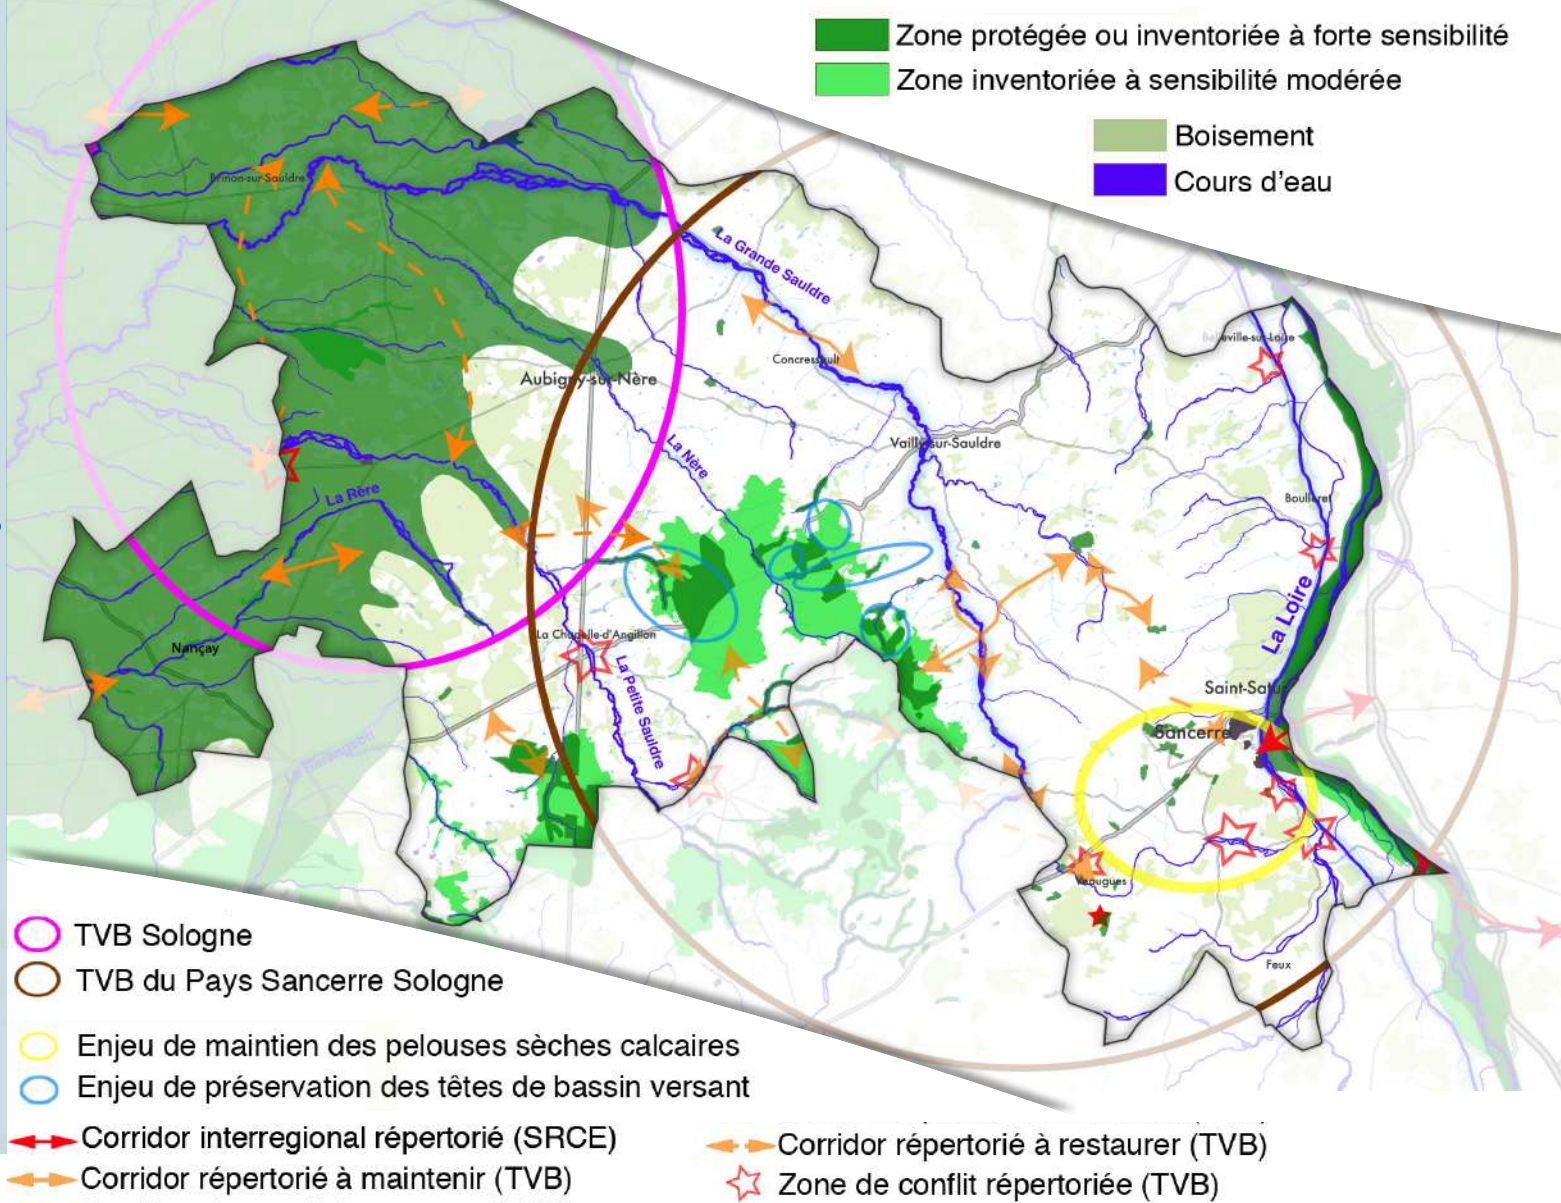 Zone protégée ou inventoriée à forte sensibilité
Zone inventoriée à sensibilité modérée
Boisement
Cours d'eau
Brinon-sur-Sauldre
La Grande Sauldre
Belleville-sur-Loire
Concressault
Aubigny-sur-Nère
Vailly-sur-Sauldre
La Nère
La Rère
Boulleret
La Loire
La Chapelle-d'Angillon
Nançay
La Petite Sauldre
Saint-Satur
Sancerre
Veaugues
Feux
TVB Sologne
TVB du Pays Sancerre Sologne
Enjeu de maintien des pelouses sèches calcaires
Enjeu de préservation des têtes de bassin versant
Corridor interregional répertorié (SRCE)
Corridor répertorié à maintenir (TVB)
Corridor répertorié à restaurer (TVB)
Zone de conflit répertoriée (TVB)